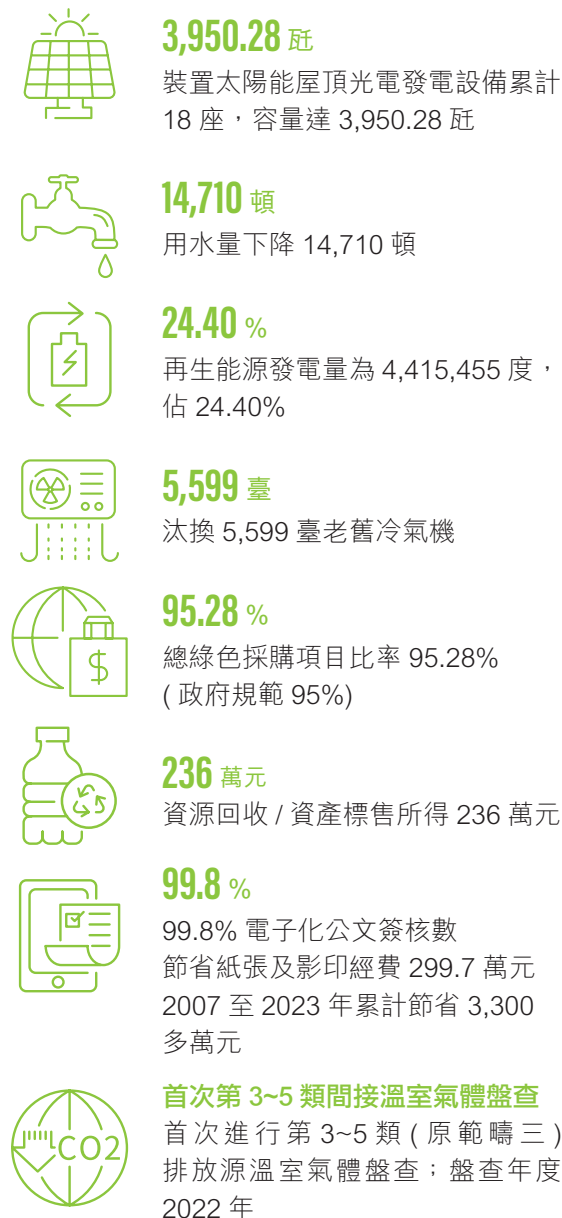 3,950.28 瓩
裝置太陽能屋頂光電發電設備累計
18 座，容量達 3,950.28 瓩
14,710 頓
用水量下降 14,710 頓
24.40 %
再生能源發電量為 4,415,455 度，
佔 24.40%
5,599 臺
汰換 5,599 臺老舊冷氣機
$
95.28 %
總綠色採購項目比率 95.28%
( 政府規範 95%)
236 萬元
資源回收 / 資產標售所得 236 萬元
99.8 %
99.8% 電子化公文簽核數
節省紙張及影印經費 299.7 萬元
2007 至 2023 年累計節省 3,300
多萬元
CO2
首次第 3~5 類間接溫室氣體盤查
首次進行第 3~5 類 ( 原範疇三 )
排放源溫室氣體盤查；盤查年度
2022 年